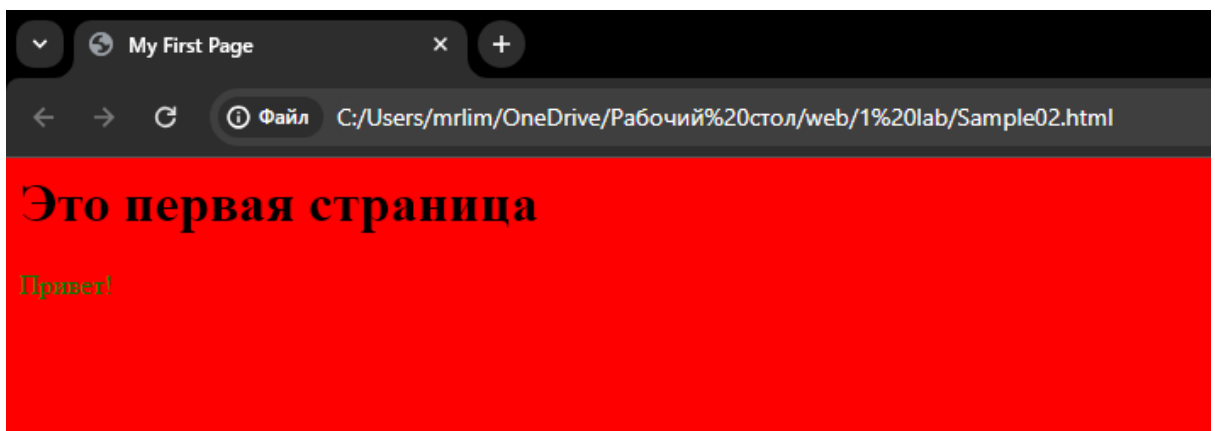 My First Page
Файл C:/Users/mrlim/OneDrive/Рабочий%20стол/web/1%20lab/Sample02.html
Это первая страница
Привет!